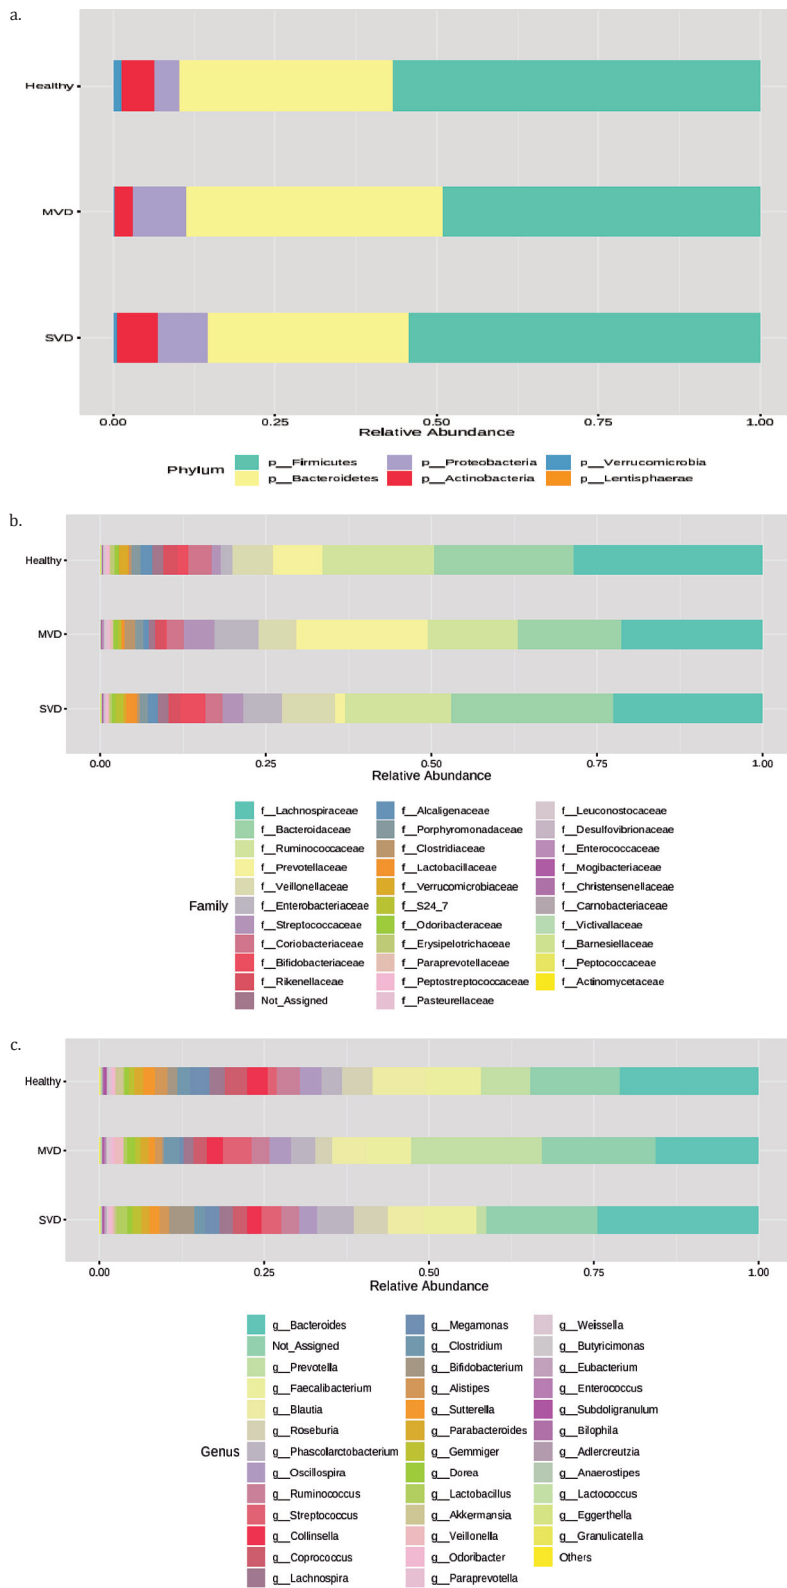 a.
Healthy
MVD
SVD
0.00 0.25 0.50 0.75 1.00
Relative Abundance
Phylum
p__Firmicutes p__Proteobacteria p__Verrucomicrobia
p__Bacteroidetes p__Actinobacteria p__Lentisphaerae
b.
Healthy
MVD
SVD
0.00 0.25 0.50 0.75 1.00
Relative Abundance
Family
f__Lachnospiraceae f__Alcaligenaceae f__Leuconostocaceae
f__Bacteroidaceae f__Porphyromonadaceae f__Desulfovibrionaceae
f__Ruminococcaceae f__Clostridiaceae f__Enterococcaceae
f__Prevotellaceae f__Lactobacillaceae f__Mogibacteriaceae
f__Veillonellaceae f__Verrucomicrobiaceae f__Christensenellaceae
f__Enterobacteriaceae f__S24_7 f__Carnobacteriaceae
f__Streptococcaceae f__Odoribacteraceae f__Victivallaceae
f__Coriobacteriaceae f__Erysipelotrichaceae f__Barnesiellaceae
f__Bifidobacteriaceae f__Paraprevotellaceae f__Peptococcaceae
f__Rikenellaceae f__Peptostreptococcaceae f__Actinomycetaceae
Not_Assigned f__Pasteurellaceae
c.
Healthy
MVD
SVD
0.00 0.25 0.50 0.75 1.00
Relative Abundance
Genus
g__Bacteroides g__Megamonas g__Weissella
Not_Assigned g__Clostridium g__Butyricimonas
g__Prevotella g__Bifidobacterium g__Eubacterium
g__Faecalibacterium g__Alistipes g__Enterococcus
g__Blautia g__Sutterella g__Subdoligranulum
g__Roseburia g__Parabacteroides g__Bilophila
g__Phascolarctobacterium g__Gemmiger g__Adlercreutzia
g__Oscillospira g__Dorea g__Anaerostipes
g__Ruminococcus g__Lactobacillus g__Lactococcus
g__Streptococcus g__Akkermansia g__Eggerthella
g__Collinsella g__Veillonella g__Granulicatella
g__Coprococcus g__Odoribacter Others
g__Lachnospira g__Paraprevotella